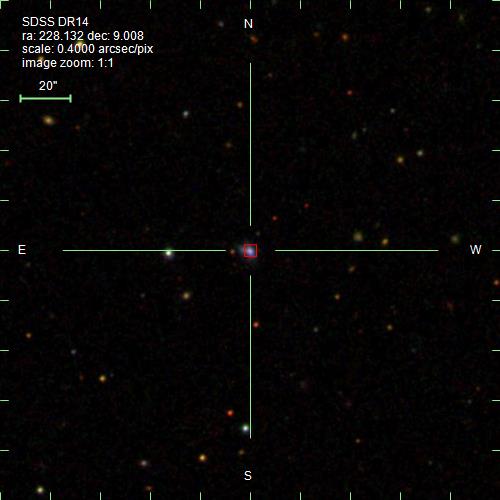 SDSS DR14
ra: 228.132 dec: 9.008
scale: 0.4000 arcsec/pix
image zoom: 1:1
20"
N
E
W
S